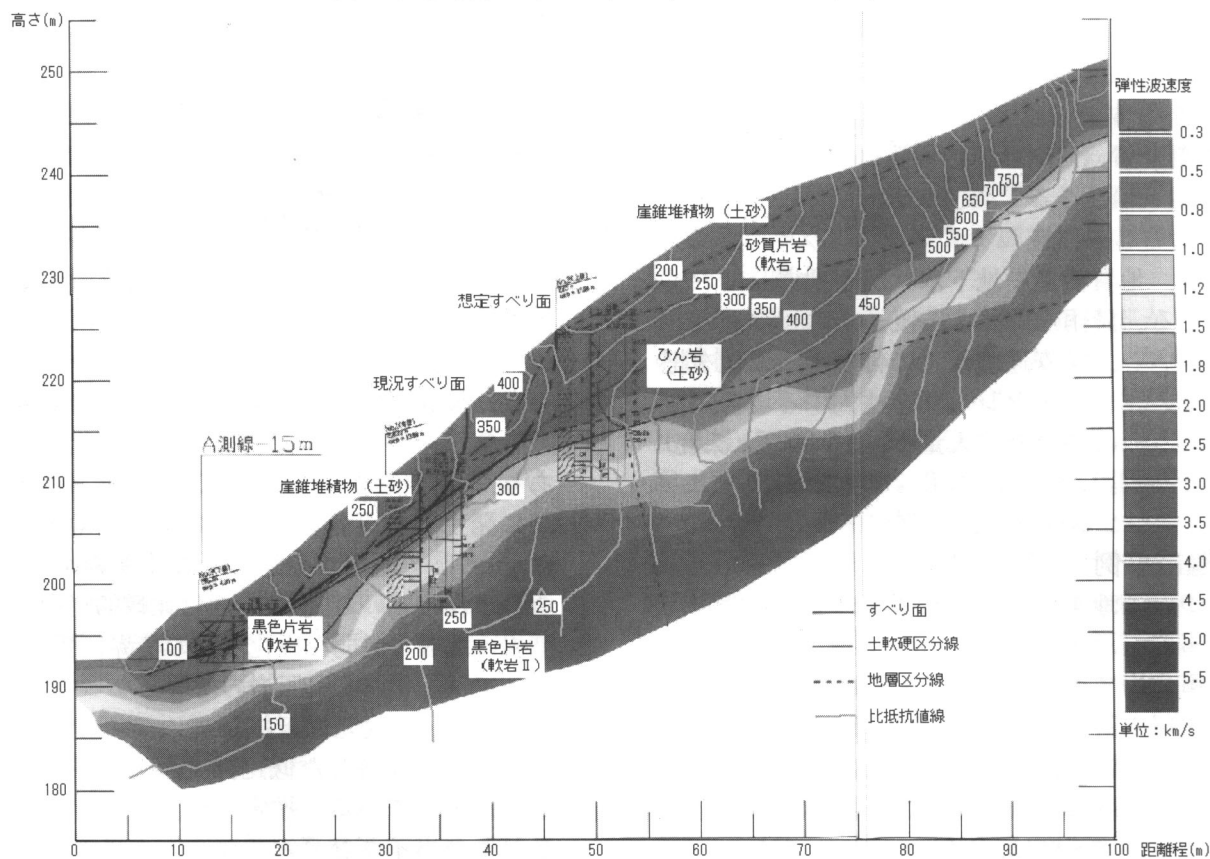 高さ(m)
250
240
230
220
210
200
190
180
0
10
20
30
40
50
60
70
80
90
100
距離程(m)
弾性波速度
0.3
0.5
0.8
1.0
1.2
1.5
1.8
2.0
2.5
3.0
3.5
4.0
4.5
5.0
5.5
単位：km/s
崖錐堆積物（土砂）
砂質片岩
（軟岩Ⅰ）
想定すべり面
ひん岩
（土砂）
現況すべり面
A測線-15m
崖錐堆積物（土砂）
黒色片岩
（軟岩Ⅰ）
黒色片岩
（軟岩Ⅱ）
750
700
650
600
550
500
450
200
250
300
350
400
400
350
300
250
250
250
200
150
100
すべり面
土軟硬区分線
地層区分線
比抵抗値線